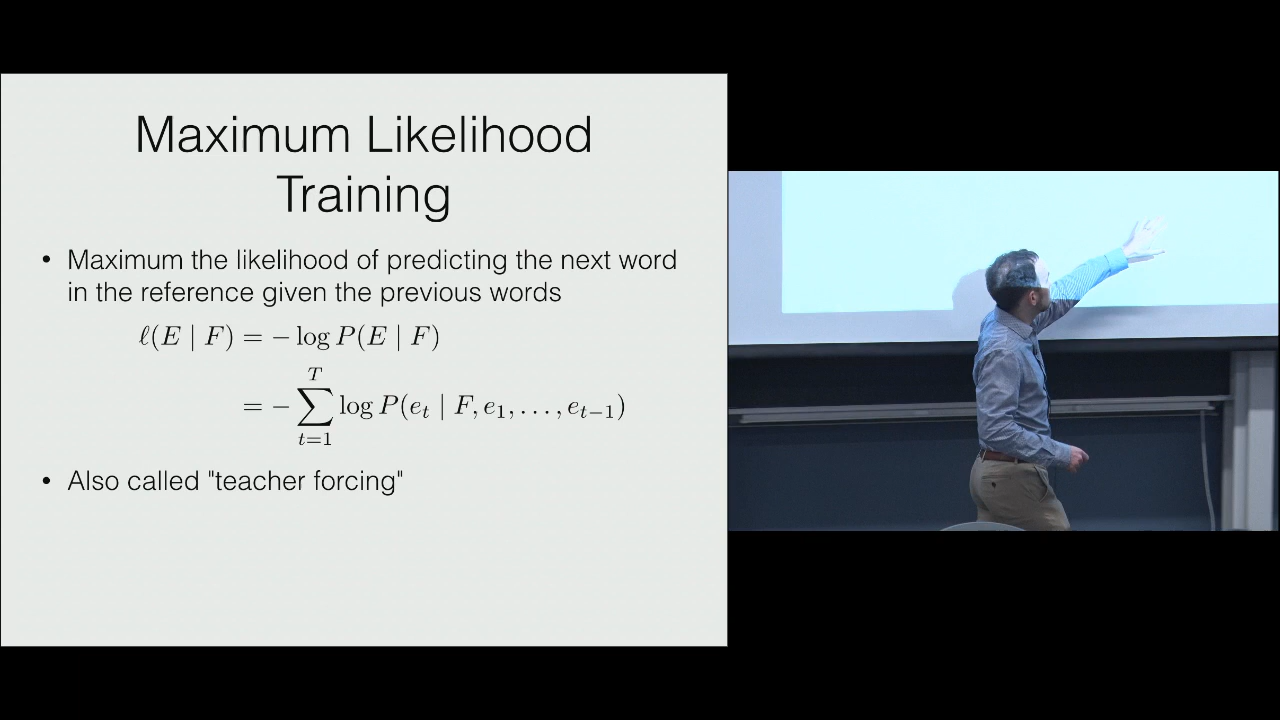 Maximum Likelihood
Training
• Maximum the likelihood of predicting the next word
in the reference given the previous words
ℓ(E | F) = − log P(E | F)
= − ∑_{t=1}^{T} log P(e_t | F, e_1, . . . , e_{t−1})
• Also called "teacher forcing"